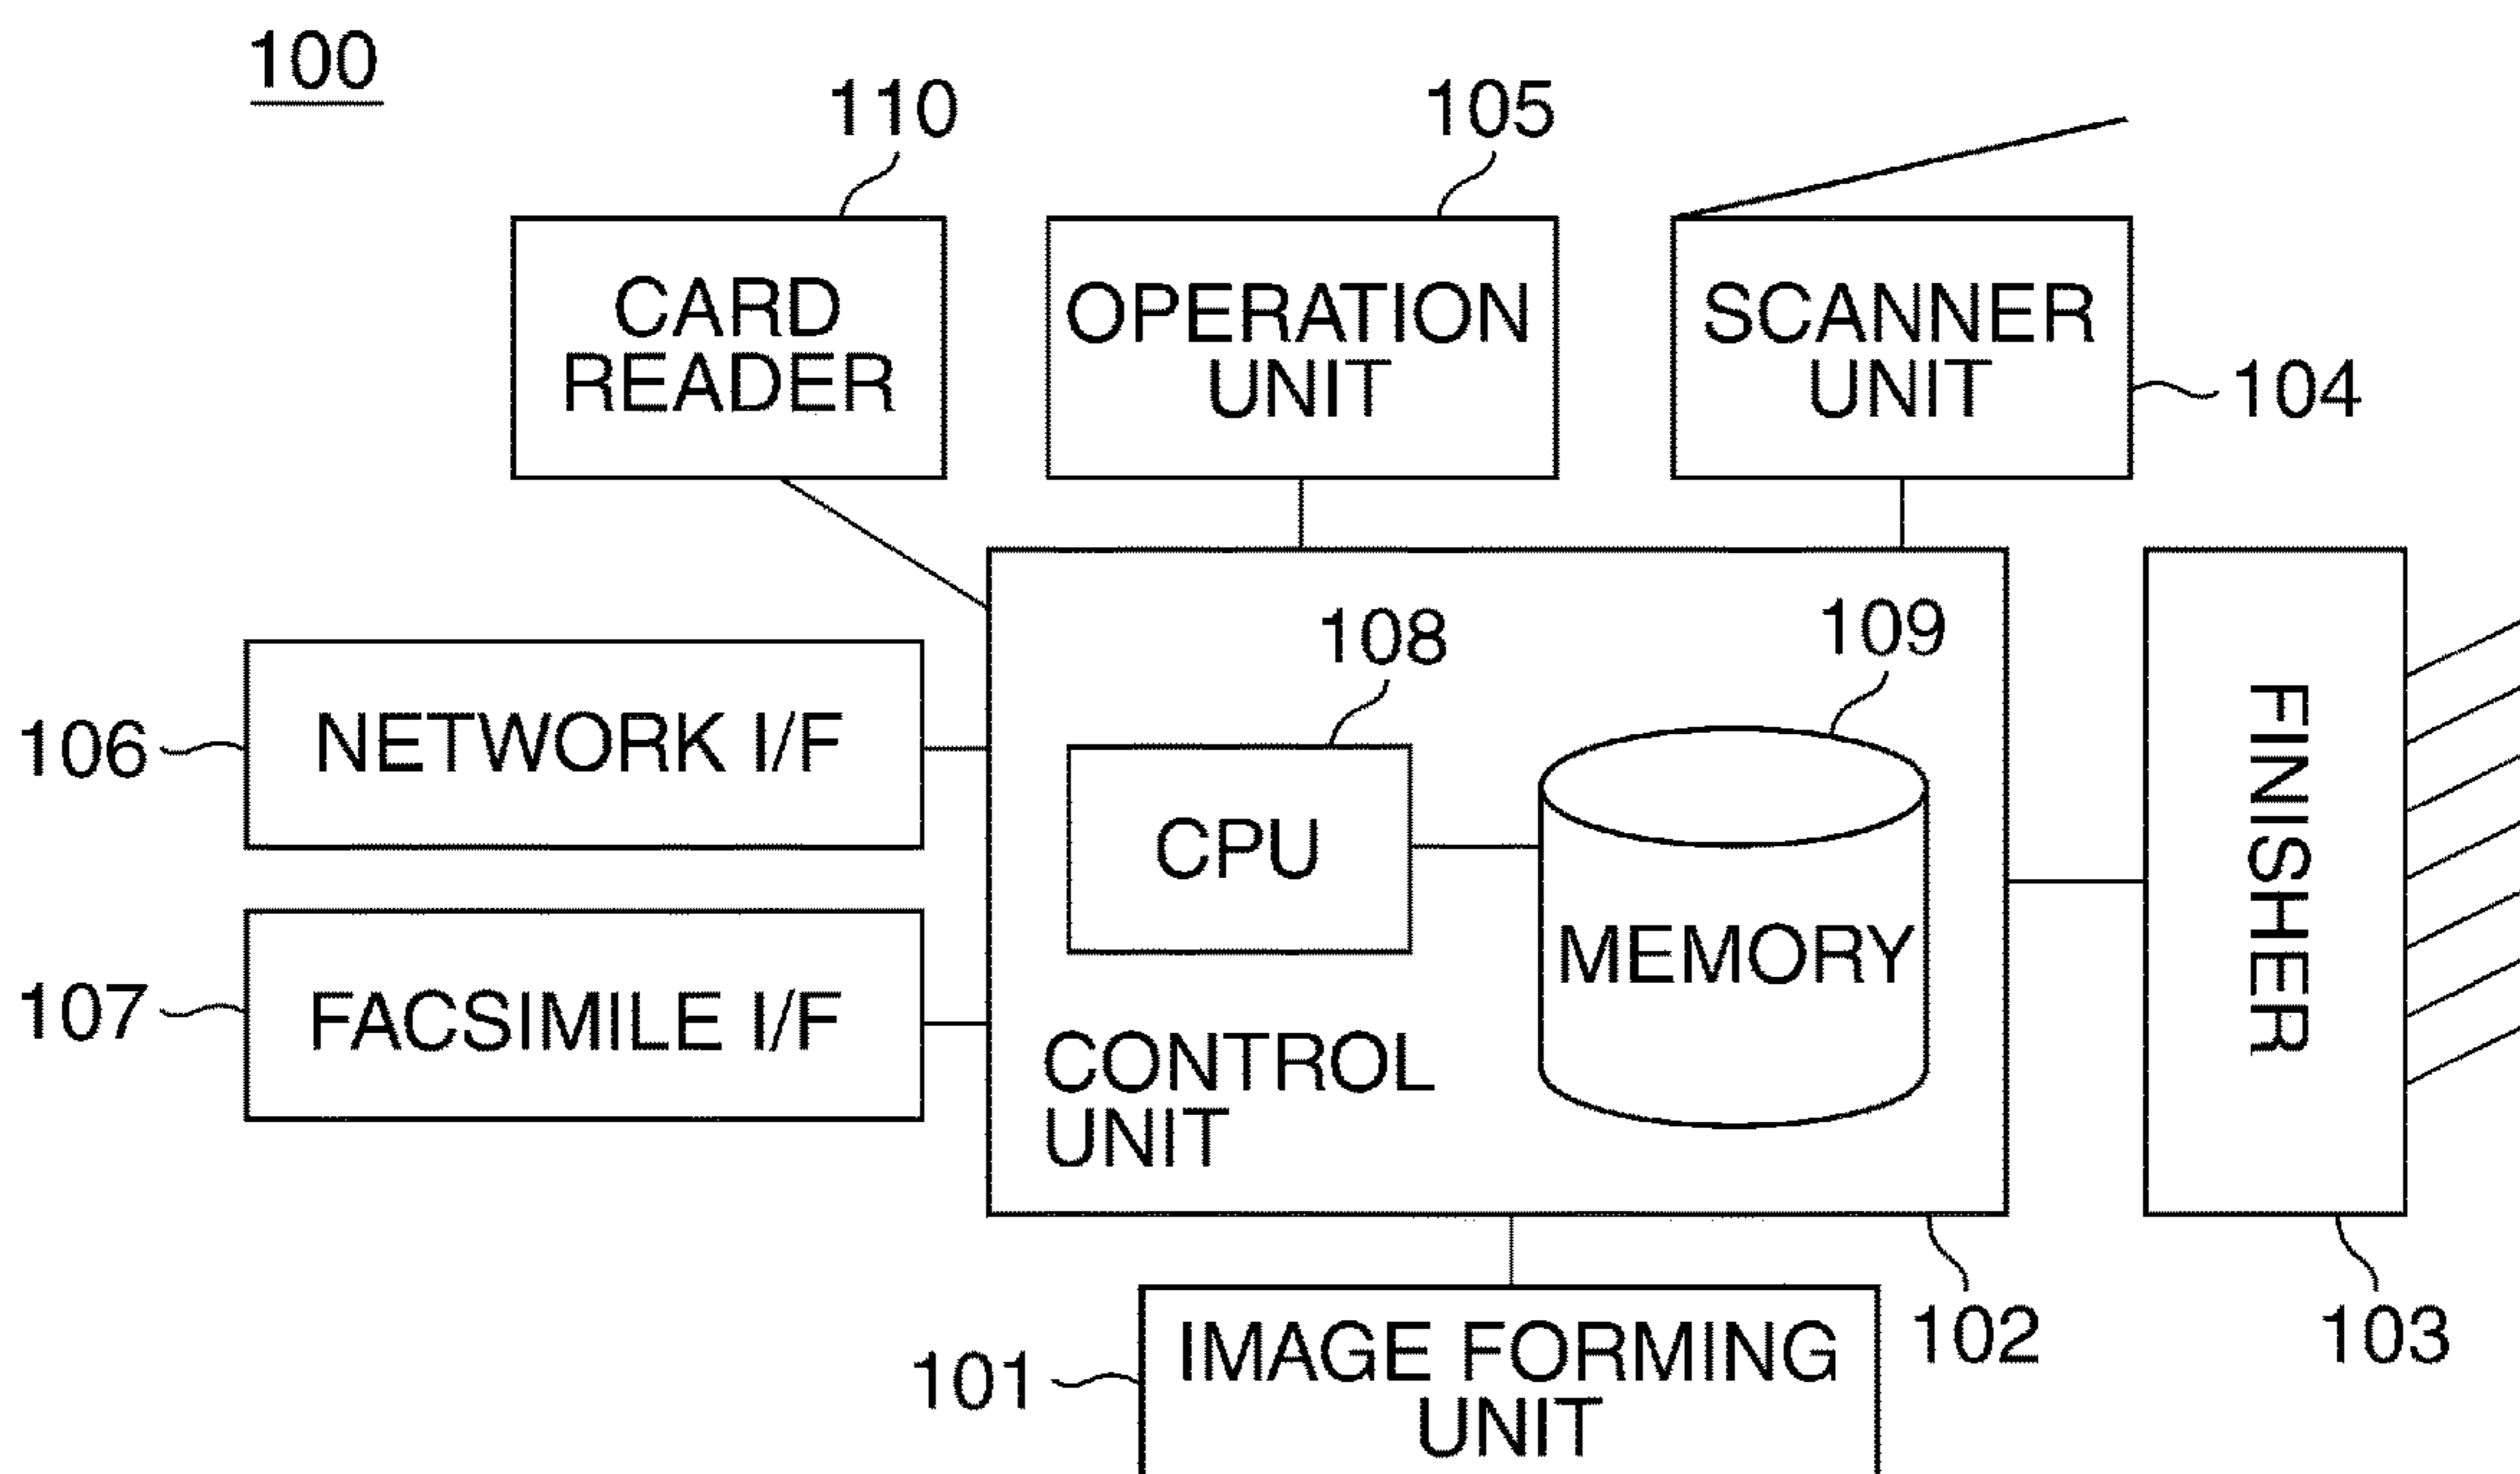 100
110
105
CARD
READER
OPERATION
UNIT
SCANNER
UNIT
104
108
109
106
NETWORK I/F
CPU
MEMORY
FINISHER
107
FACSIMILE I/F
CONTROL
UNIT
102
103
101
IMAGE FORMING
UNIT